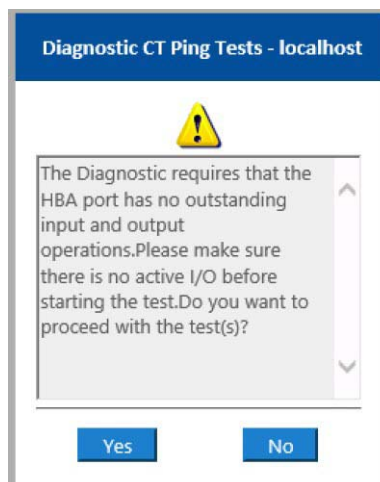 Diagnostic CT Ping Tests - localhost
The Diagnostic requires that the
HBA port has no outstanding
input and output
operations.Please make sure
there is no active I/O before
starting the test.Do you want to
proceed with the test(s)?
Yes No